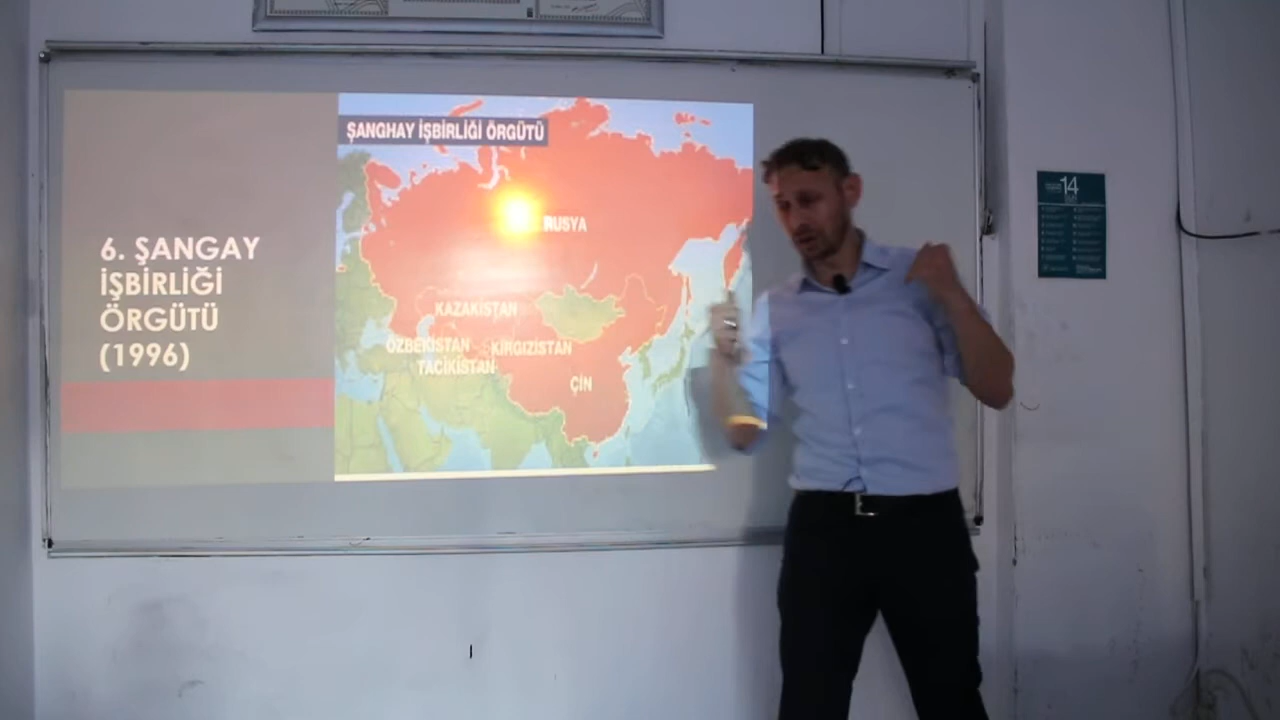 6. ŞANGAY
İŞBİRLİĞİ
ÖRGÜTÜ
(1996)
ŞANGHAY İŞBİRLİĞİ ÖRGÜTÜ
RUSYA
KAZAKİSTAN
ÖZBEKİSTAN
KIRGIZİSTAN
TACİKİSTAN
ÇİN
14